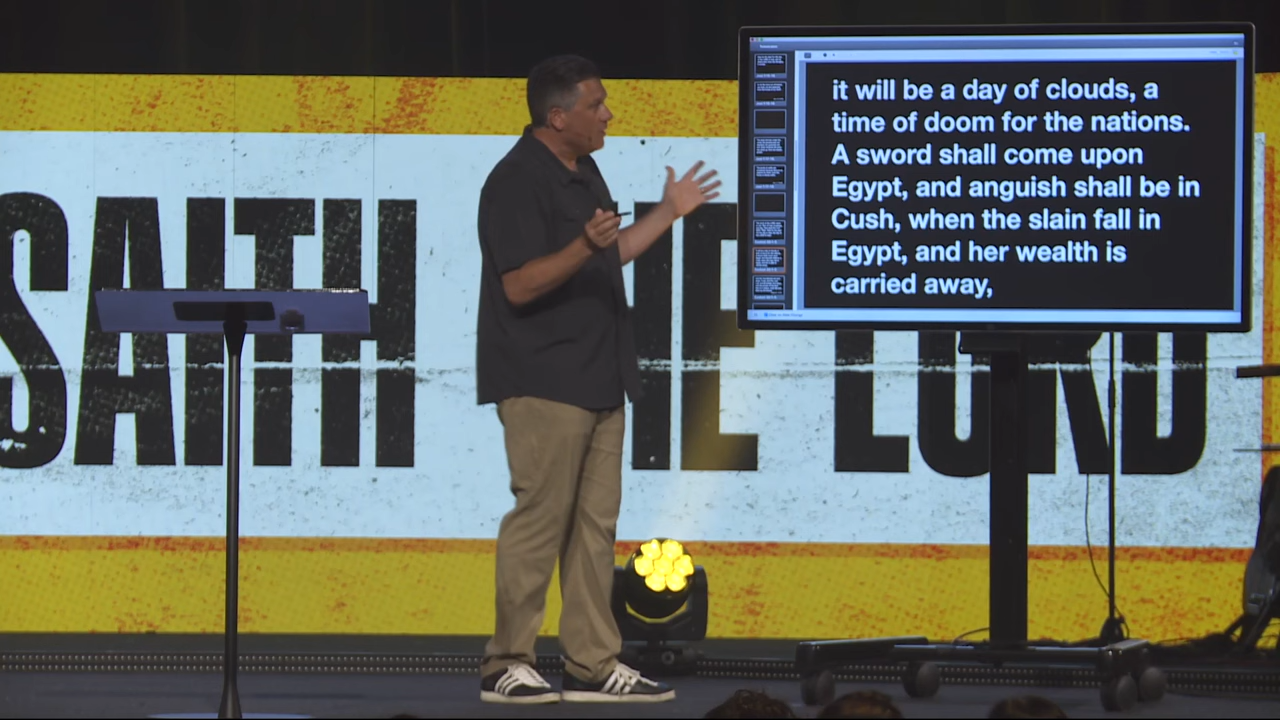 it will be a day of clouds, a
time of doom for the nations.
A sword shall come upon
Egypt, and anguish shall be in
Cush, when the slain fall in
Egypt, and her wealth is
carried away,
SAITH THE LORD